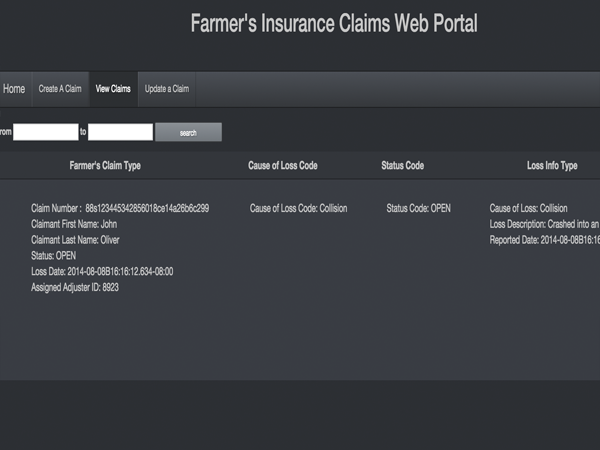 Farmer's Insurance Claims Web Portal
Home Create A Claim View Claims Update a Claim
rom to search
Farmer's Claim Type Cause of Loss Code Status Code Loss Info Type
Claim Number : 88s123445342856018ce14a26b6c299 Cause of Loss Code: Collision Status Code: OPEN Cause of Loss: Collision
Claimant First Name: John Loss Description: Crashed into an
Claimant Last Name: Oliver Reported Date: 2014-08-08B16:16
Status: OPEN
Loss Date: 2014-08-08B16:16:12.634-08:00
Assigned Adjuster ID: 8923